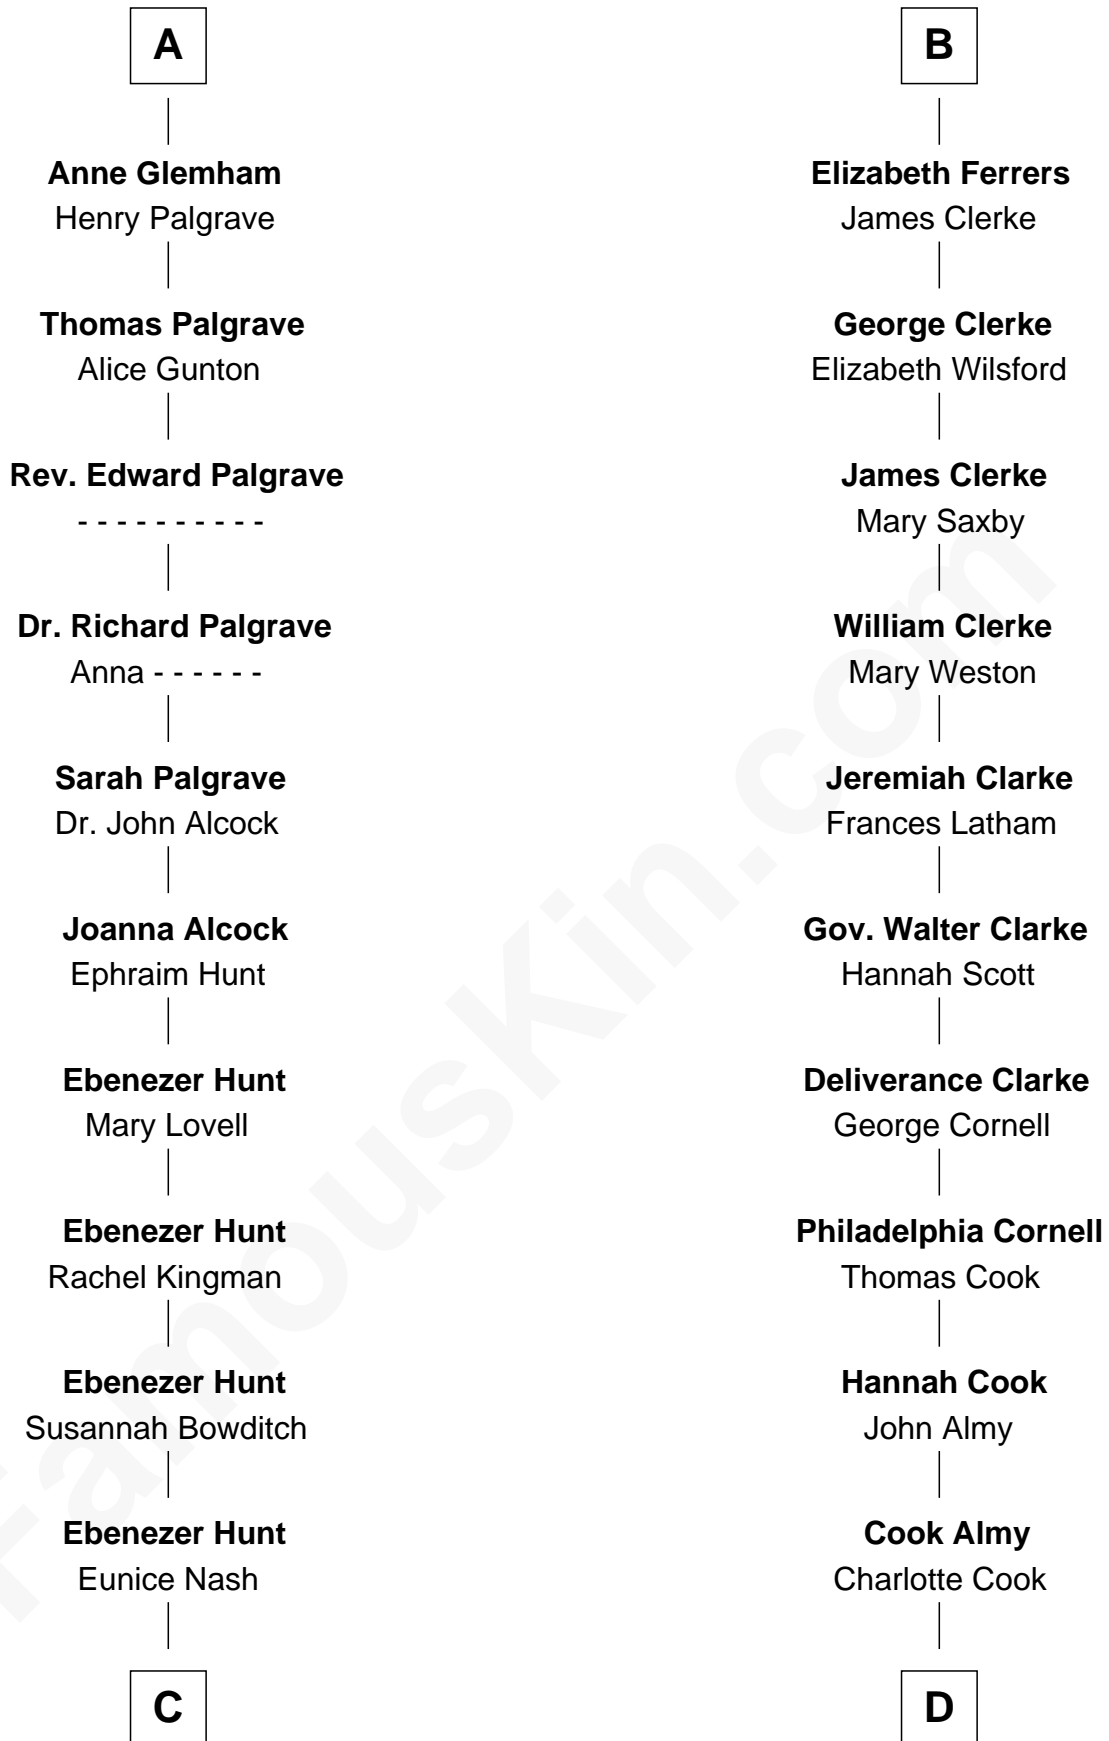 A
Anne Glemham
Henry Palgrave
Thomas Palgrave
Alice Gunton
Rev. Edward Palgrave
- - - - - - - - - -
Dr. Richard Palgrave
Anna - - - - - -
Sarah Palgrave
Dr. John Alcock
Joanna Alcock
Ephraim Hunt
Ebenezer Hunt
Mary Lovell
Ebenezer Hunt
Rachel Kingman
Ebenezer Hunt
Susannah Bowditch
Ebenezer Hunt
Eunice Nash
C
B
Elizabeth Ferrers
James Clerke
George Clerke
Elizabeth Wilsford
James Clerke
Mary Saxby
William Clerke
Mary Weston
Jeremiah Clarke
Frances Latham
Gov. Walter Clarke
Hannah Scott
Deliverance Clarke
George Cornell
Philadelphia Cornell
Thomas Cook
Hannah Cook
John Almy
Cook Almy
Charlotte Cook
D
FamousKin.com